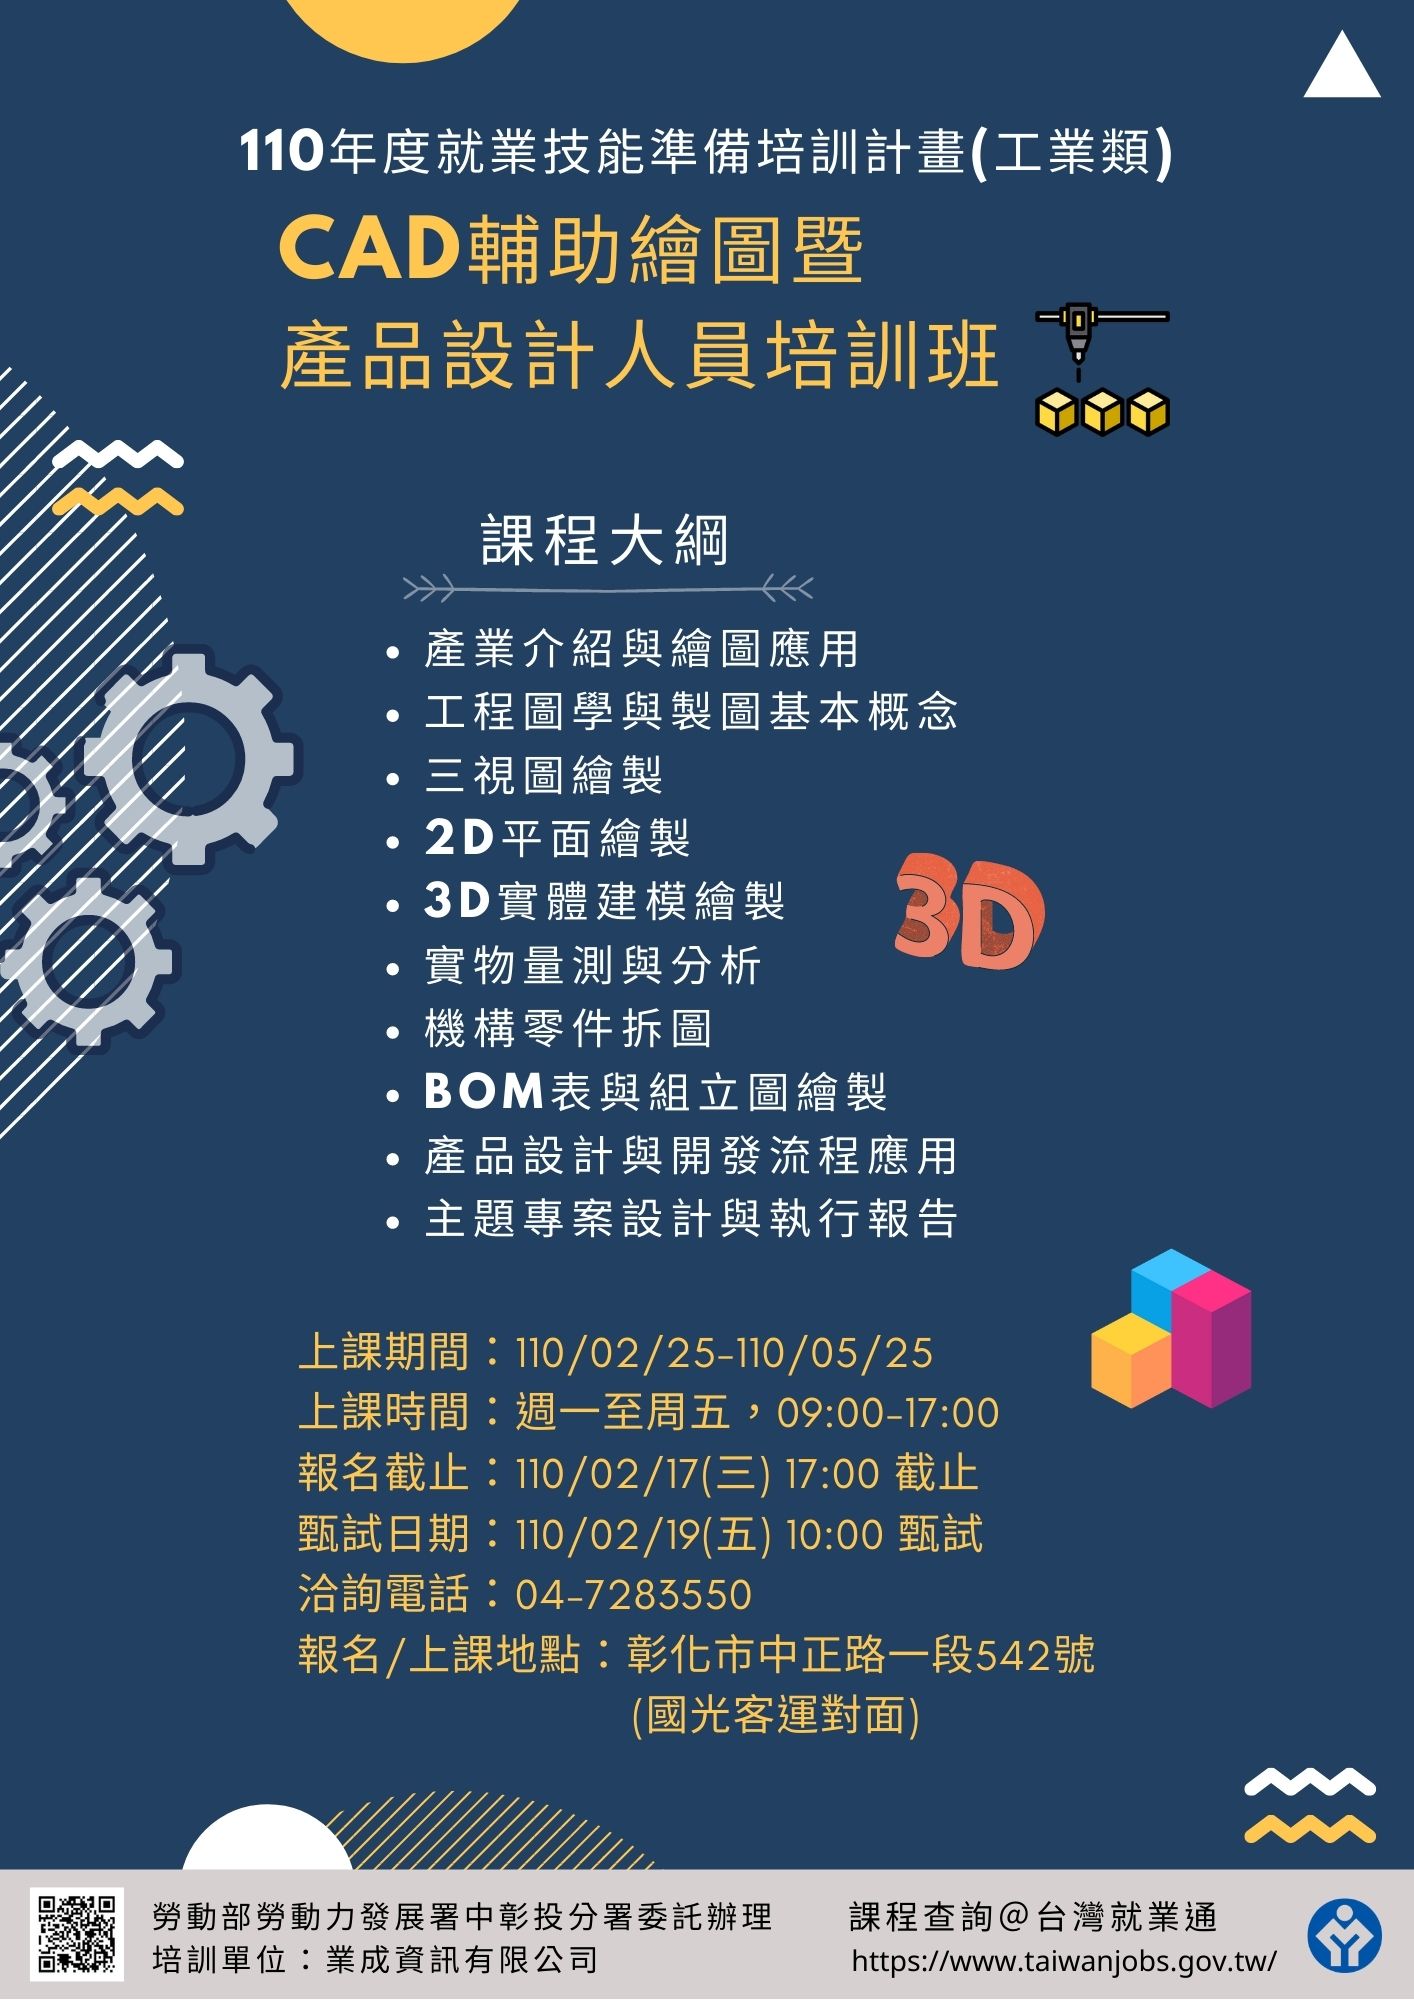 110年度就業技能準備培訓計畫(工業類)
CAD輔助繪圖暨
產品設計人員培訓班
課程大綱
• 產業介紹與繪圖應用
• 工程圖學與製圖基本概念
• 三視圖繪製
• 2D平面繪製
• 3D實體建模繪製
3D
• 實物量測與分析
• 機構零件拆圖
• BOM表與組立圖繪製
• 產品設計與開發流程應用
• 主題專案設計與執行報告
上課期間：110/02/25-110/05/25
上課時間：週一至周五，09:00-17:00
報名截止：110/02/17(三) 17:00 截止
甄試日期：110/02/19(五) 10:00 甄試
洽詢電話：04-7283550
報名/上課地點：彰化市中正路一段542號
(國光客運對面)
勞動部勞動力發展署中彰投分署委託辦理
培訓單位：業成資訊有限公司
課程查詢@台灣就業通
https://www.taiwanjobs.gov.tw/